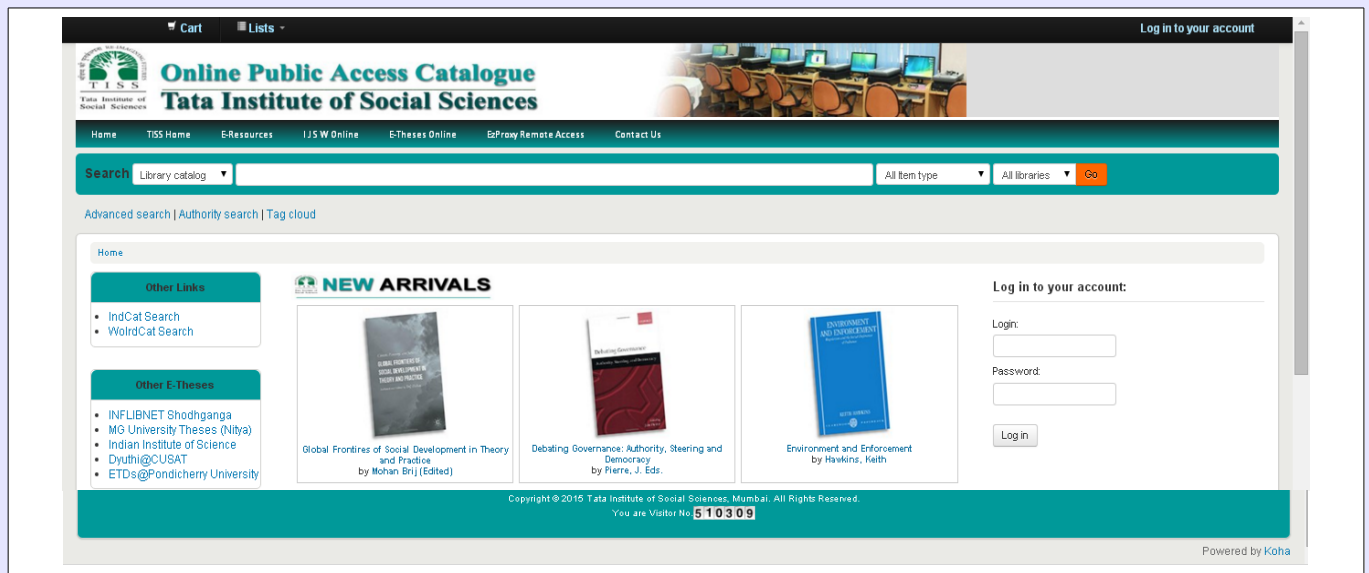 Cart Lists Log in to your account
TISS
Tata Institute of
Social Sciences
Online Public Access Catalogue
Tata Institute of Social Sciences
Home TISS Home E-Resources I J S W Online E-Theses Online EzProxy Remote Access Contact Us
Search Library catalog All Item type All libraries Go
Advanced search | Authority search | Tag cloud
Home
Other Links
IndCat Search
WolrdCat Search
Other E-Theses
INFLIBNET Shodhganga
MG University Theses (Nitya)
Indian Institute of Science
Dyuthi@CUSAT
ETDs@Pondicherry University
NEW ARRIVALS
GLOBAL FRONTIERS OF
SOCIAL DEVELOPMENT IN
THEORY AND PRACTICE
Global Frontires of Social Development in Theory
and Practice
by Mohan Brij (Edited)
Debating Governance
Debating Governance: Authority, Steering and
Democracy
by Pierre, J. Eds.
ENVIRONMENT
AND ENFORCEMENT
KEITH HAWKINS
Environment and Enforcement
by Hawkins, Keith
Log in to your account:
Login:
Password:
Log in
Copyright © 2015 Tata Institute of Social Sciences, Mumbai. All Rights Reserved.
You are Visitor No. 510309
Powered by Koha